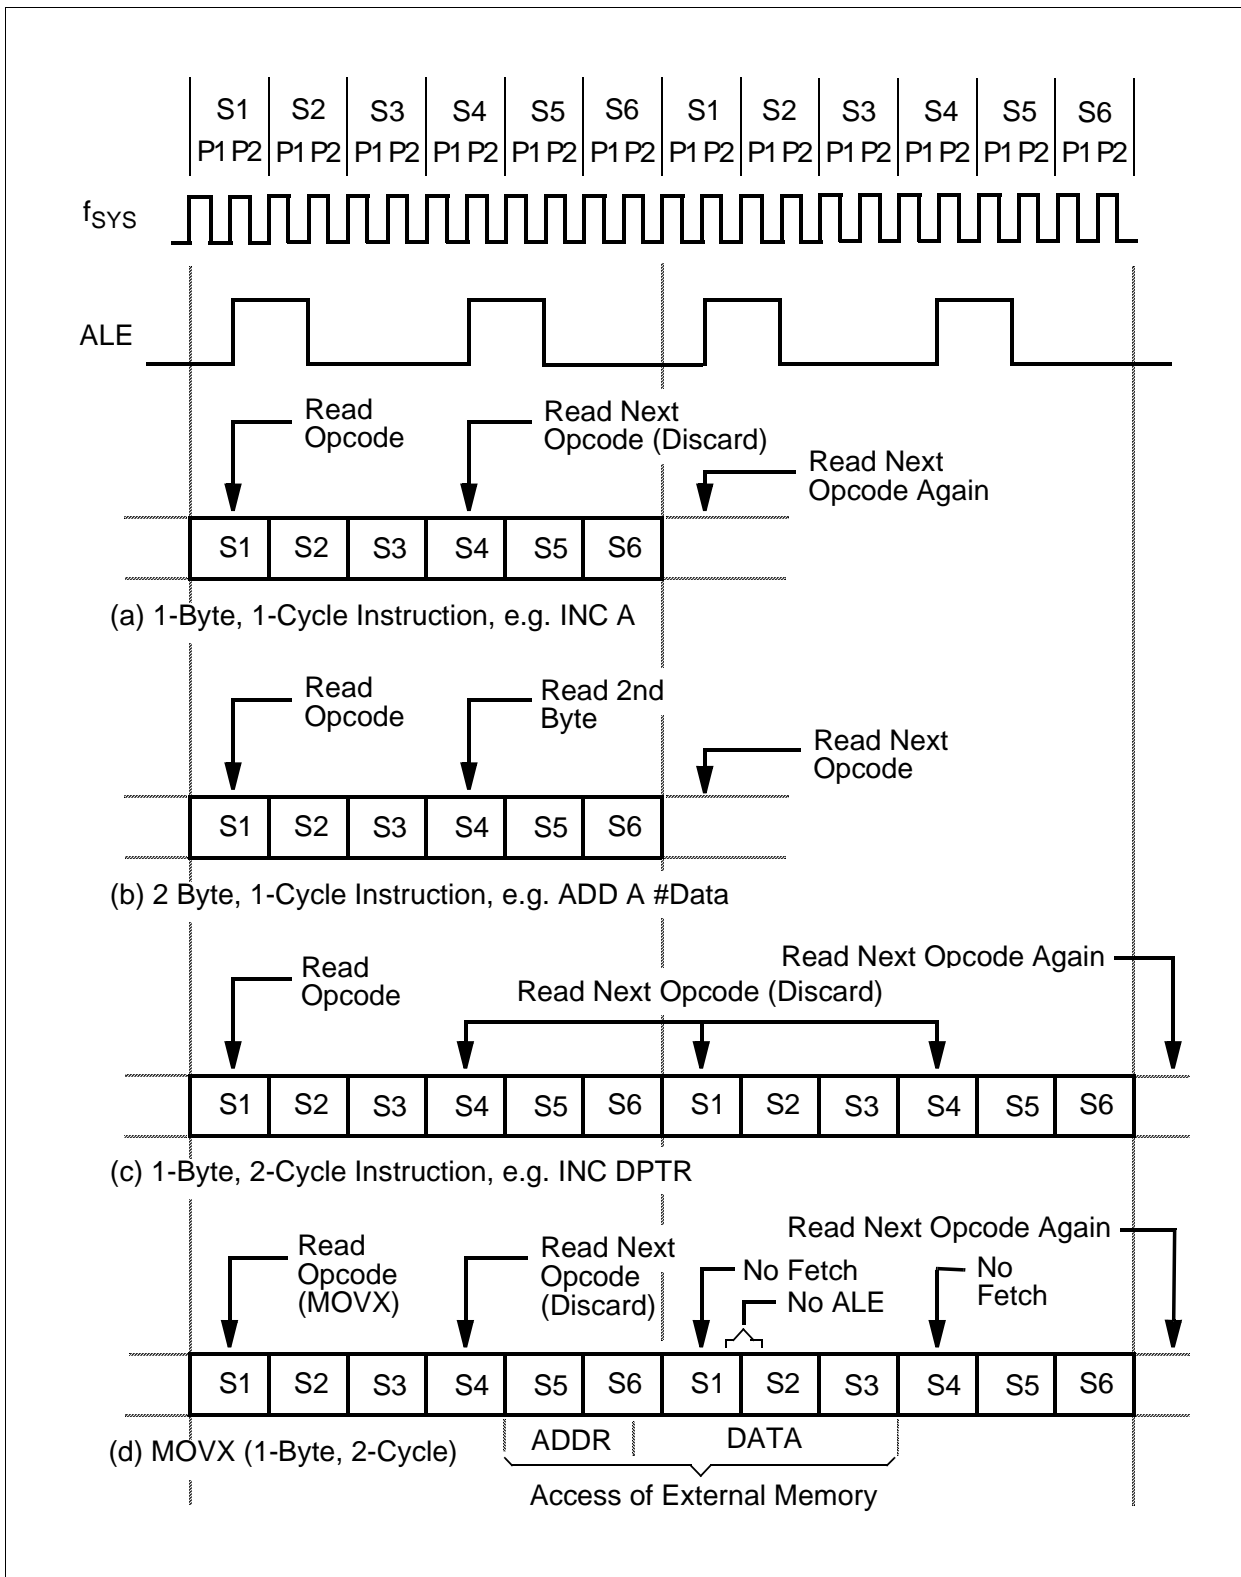 S1 S2 S3 S4 S5 S6 S1 S2 S3 S4 S5 S6
P1 P2 P1 P2 P1 P2 P1 P2 P1 P2 P1 P2 P1 P2 P1 P2 P1 P2 P1 P2 P1 P2 P1 P2
fSYS
ALE
Read
Opcode
Read Next
Opcode (Discard)
Read Next
Opcode Again
S1 S2 S3 S4 S5 S6
(a) 1-Byte, 1-Cycle Instruction, e.g. INC A
Read
Opcode
Read 2nd
Byte
Read Next
Opcode
S1 S2 S3 S4 S5 S6
(b) 2 Byte, 1-Cycle Instruction, e.g. ADD A #Data
Read
Opcode
Read Next Opcode (Discard)
Read Next Opcode Again
S1 S2 S3 S4 S5 S6 S1 S2 S3 S4 S5 S6
(c) 1-Byte, 2-Cycle Instruction, e.g. INC DPTR
Read
Opcode
(MOVX)
Read Next
Opcode
(Discard)
No Fetch
No ALE
Read Next Opcode Again
No
Fetch
S1 S2 S3 S4 S5 S6 S1 S2 S3 S4 S5 S6
ADDR DATA
(d) MOVX (1-Byte, 2-Cycle)
Access of External Memory